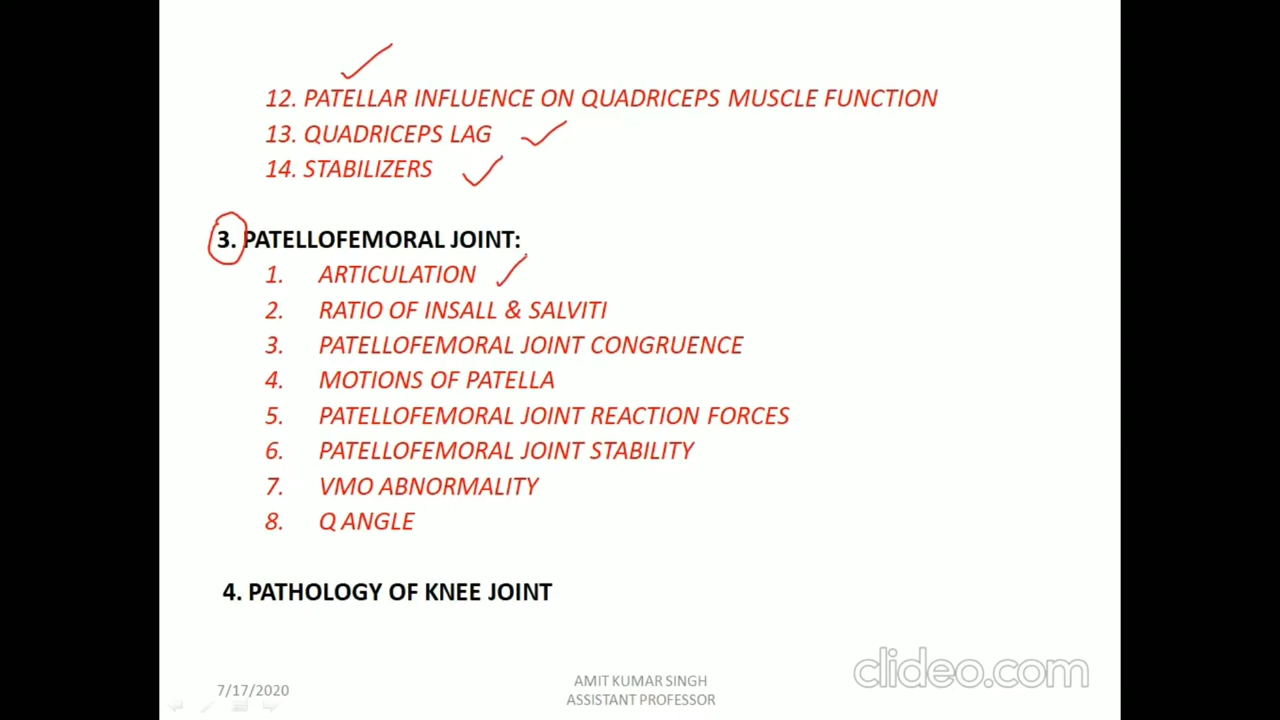 12. PATELLAR INFLUENCE ON QUADRICEPS MUSCLE FUNCTION
13. QUADRICEPS LAG
14. STABILIZERS
3. PATELLOFEMORAL JOINT:
1. ARTICULATION
2. RATIO OF INSALL & SALVITI
3. PATELLOFEMORAL JOINT CONGRUENCE
4. MOTIONS OF PATELLA
5. PATELLOFEMORAL JOINT REACTION FORCES
6. PATELLOFEMORAL JOINT STABILITY
7. VMO ABNORMALITY
8. Q ANGLE
4. PATHOLOGY OF KNEE JOINT
7/17/2020
AMIT KUMAR SINGH
ASSISTANT PROFESSOR
clideo.com